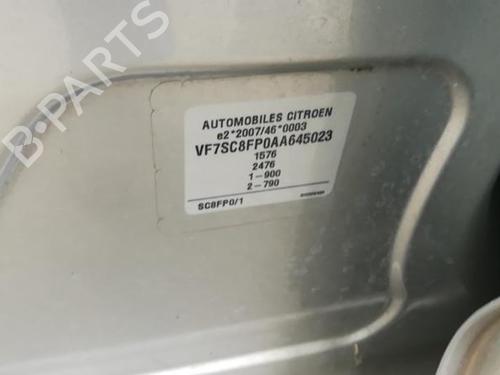 B-PARTS
AUTOMOBILES CITROEN
e2*2007/46*0003
VF7SC8FP0AA645023
1576
2476
1-900
2-790
SC8FP0/1